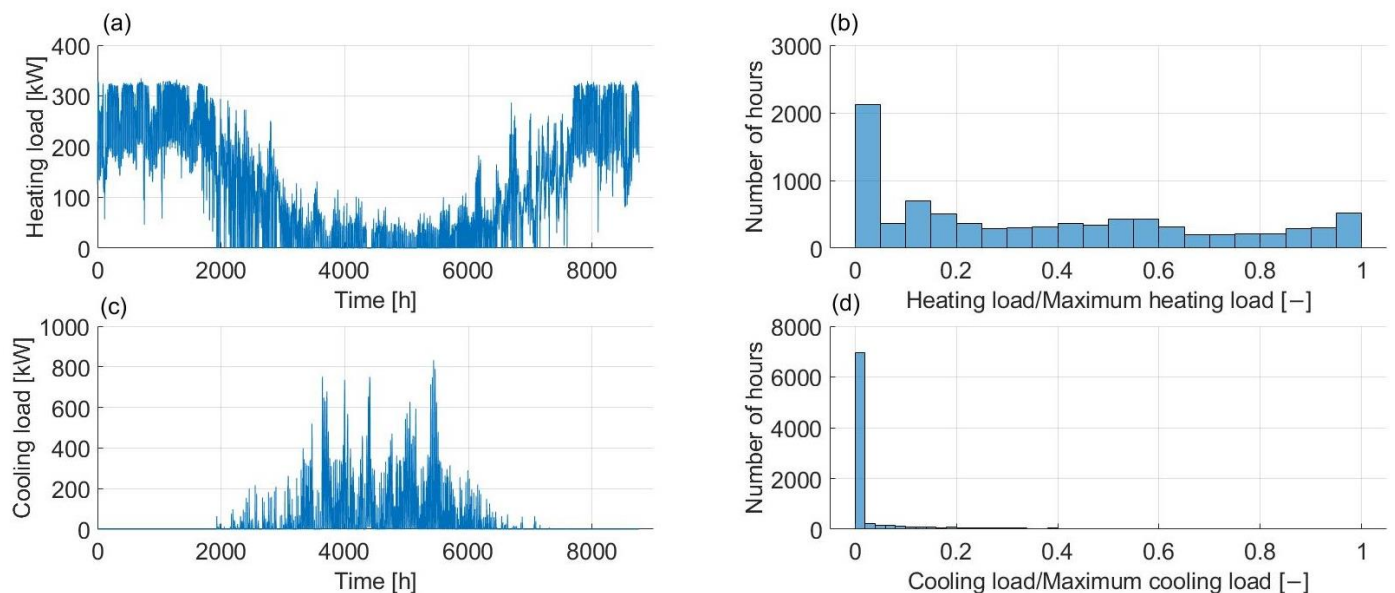 (a)
400
300
200
100
0
Heating load [kW]
0 2000 4000 6000 8000
Time [h]
(b)
3000
2000
1000
0
Number of hours
0 0.2 0.4 0.6 0.8 1
Heating load/Maximum heating load [−]
(c)
1000
800
600
400
200
0
Cooling load [kW]
0 2000 4000 6000 8000
Time [h]
(d)
8000
6000
4000
2000
0
Number of hours
0 0.2 0.4 0.6 0.8 1
Cooling load/Maximum cooling load [−]